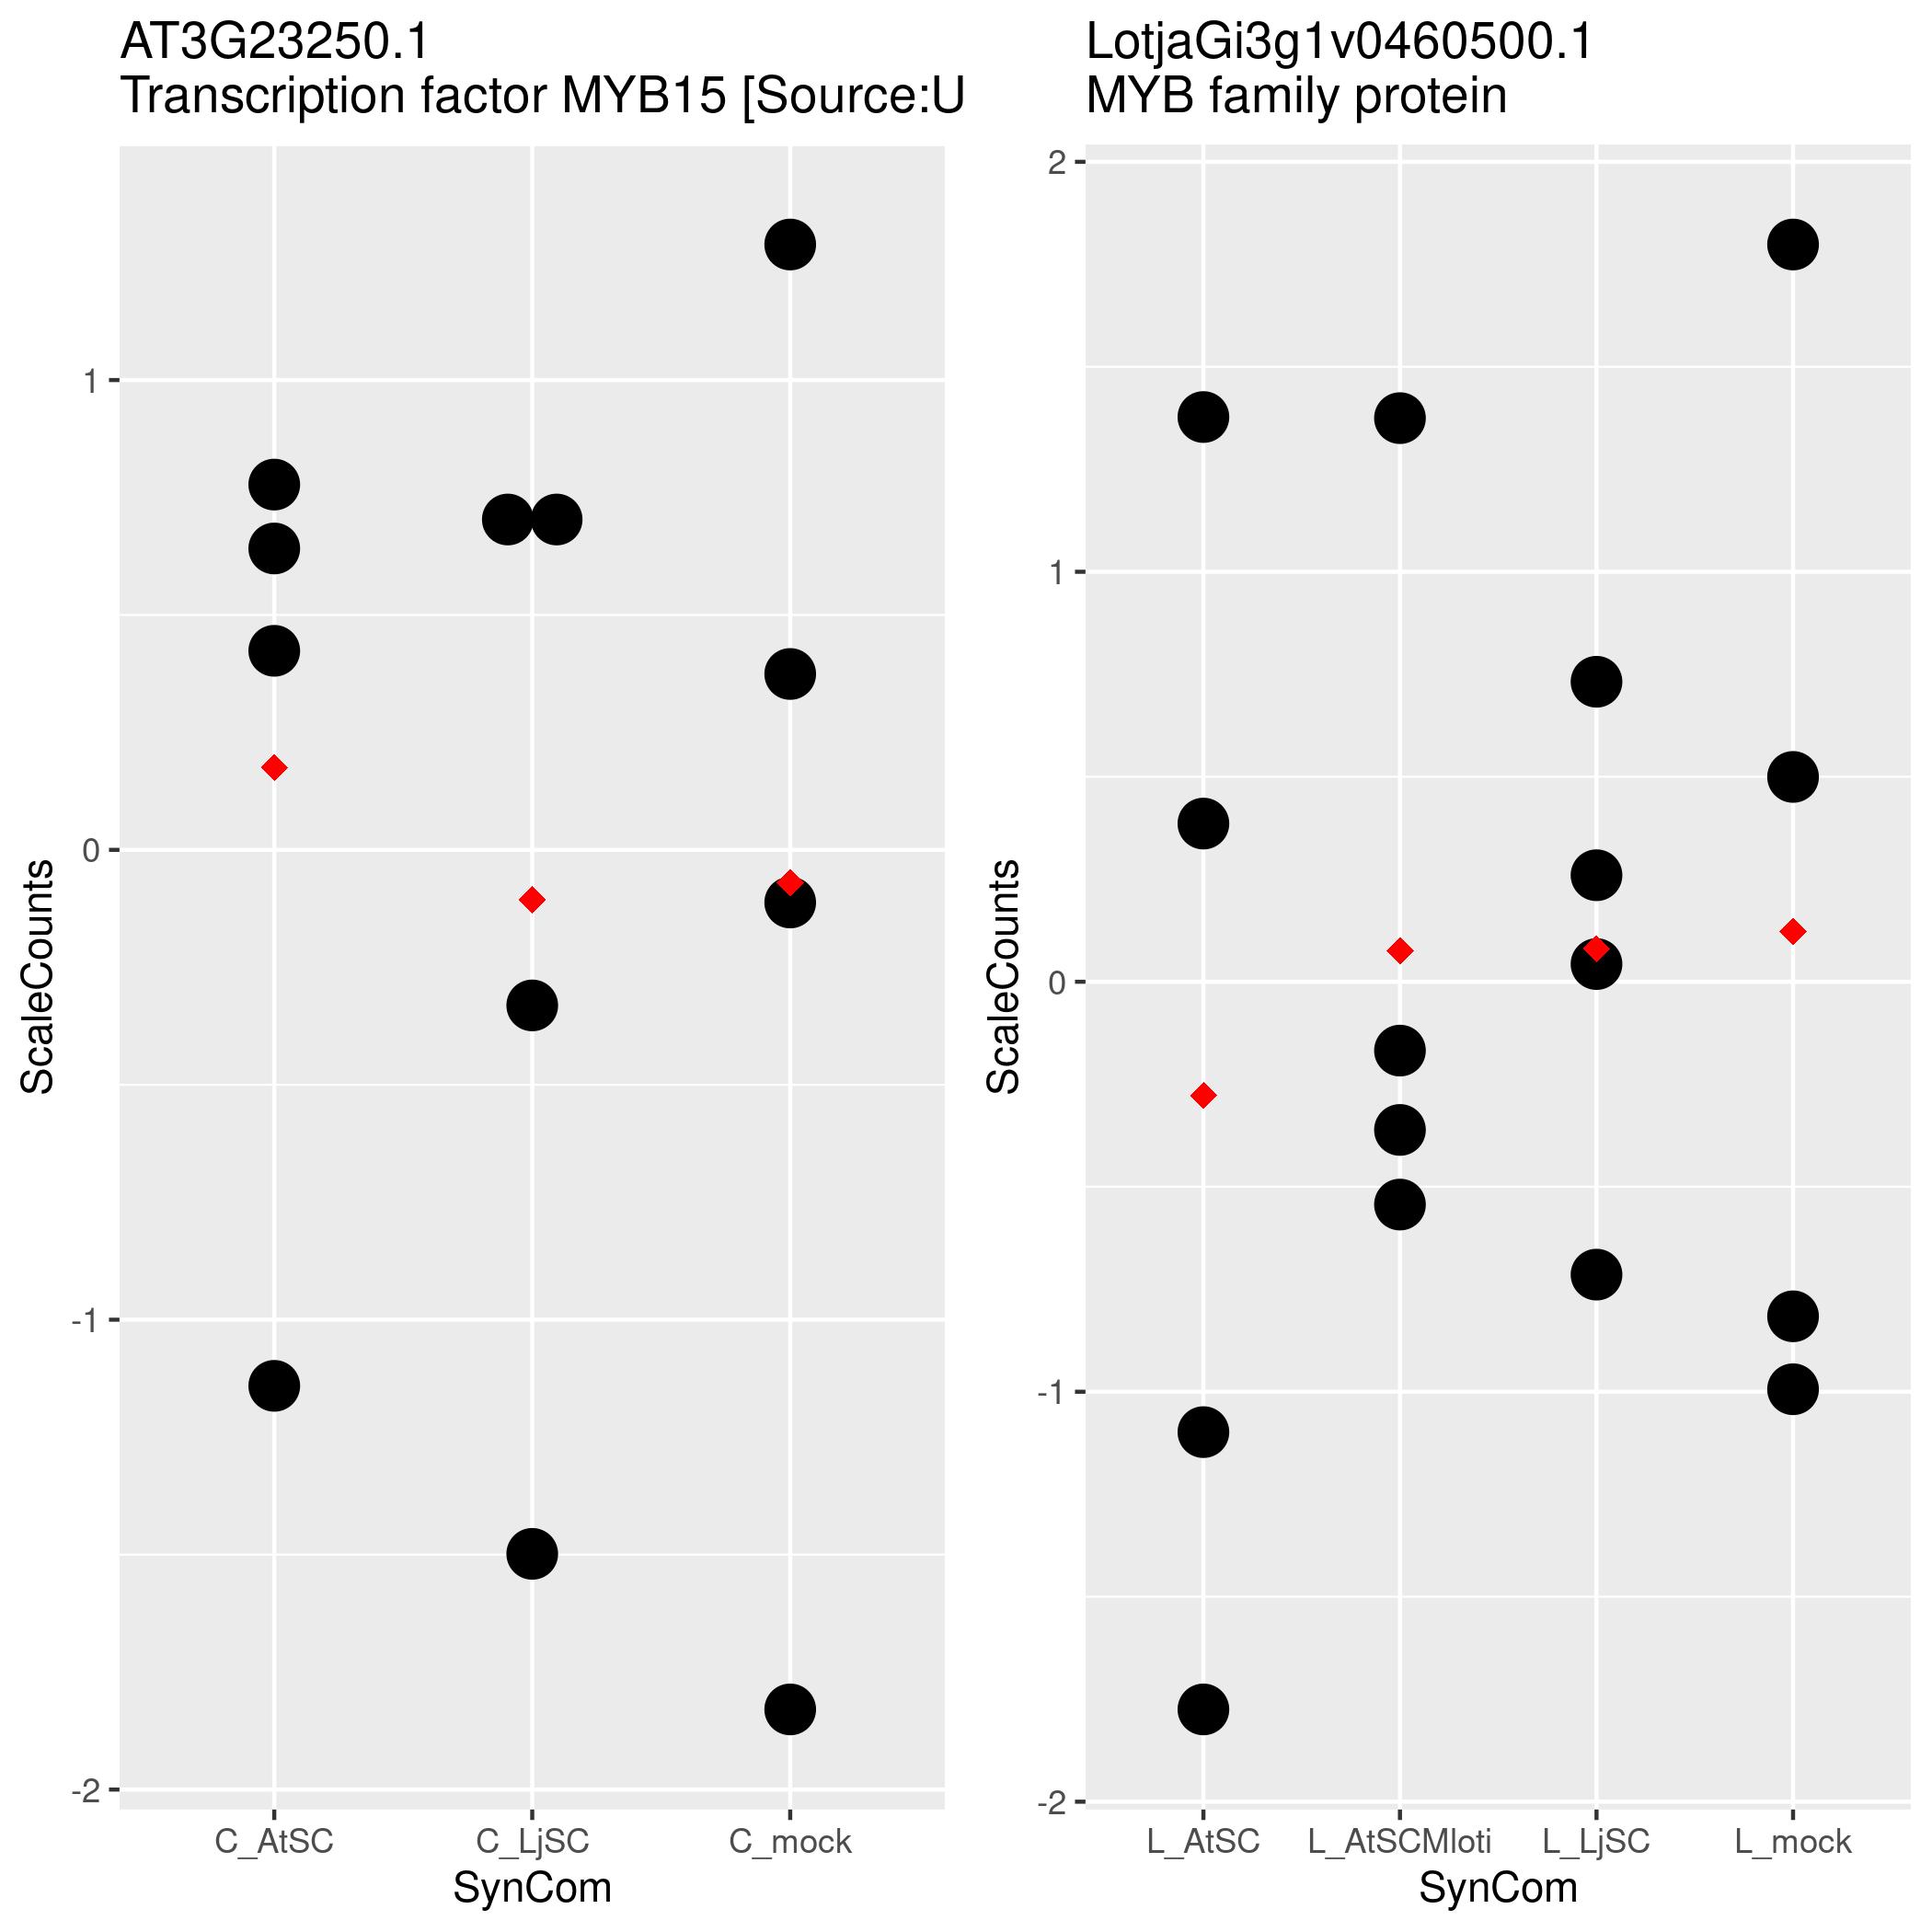 AT3G23250.1
Transcription factor MYB15 [Source:U
ScaleCounts
1
0
-1
-2
C_AtSC C_LjSC C_mock
SynCom
LotjaGi3g1v0460500.1
MYB family protein
ScaleCounts
2
1
0
-1
-2
L_AtSC L_AtSCMloti L_LjSC L_mock
SynCom